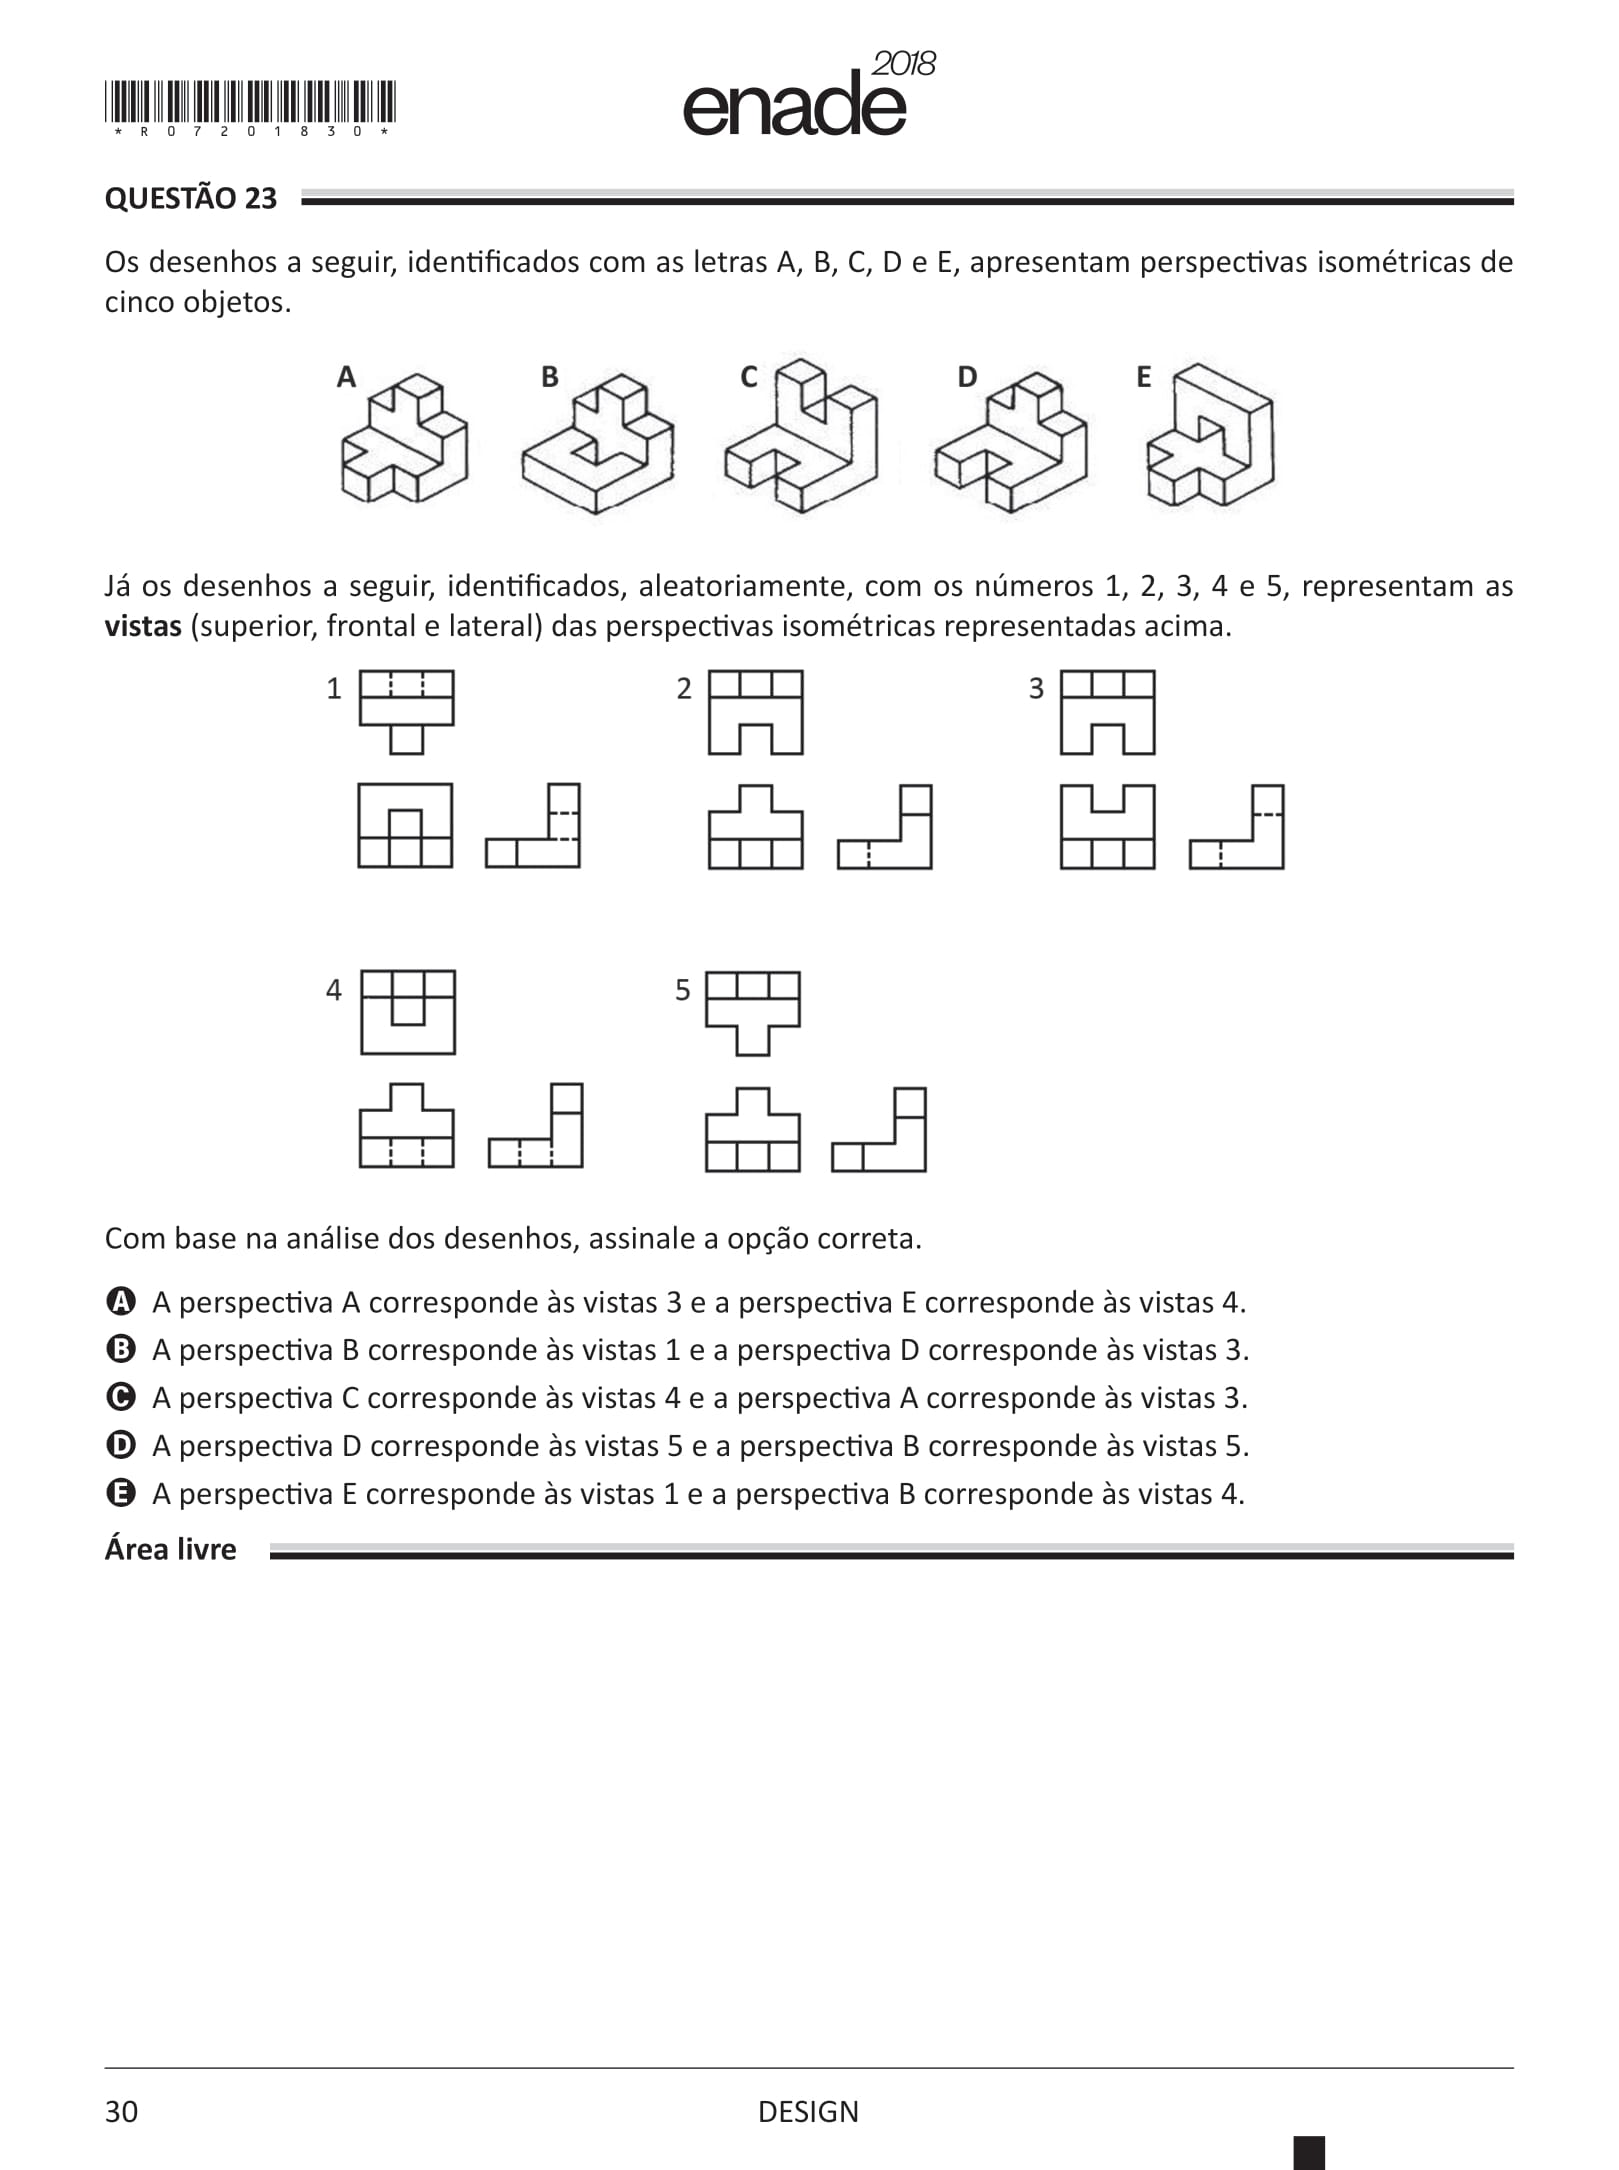 enade 2018
*R07201830*
QUESTÃO 23
Os desenhos a seguir, identificados com as letras A, B, C, D e E, apresentam perspectivas isométricas de
cinco objetos.
A B C D E
Já os desenhos a seguir, identificados, aleatoriamente, com os números 1, 2, 3, 4 e 5, representam as
vistas (superior, frontal e lateral) das perspectivas isométricas representadas acima.
1 2 3
4 5
Com base na análise dos desenhos, assinale a opção correta.
A A perspectiva A corresponde às vistas 3 e a perspectiva E corresponde às vistas 4.
B A perspectiva B corresponde às vistas 1 e a perspectiva D corresponde às vistas 3.
C A perspectiva C corresponde às vistas 4 e a perspectiva A corresponde às vistas 3.
D A perspectiva D corresponde às vistas 5 e a perspectiva B corresponde às vistas 5.
E A perspectiva E corresponde às vistas 1 e a perspectiva B corresponde às vistas 4.
Área livre
30
DESIGN